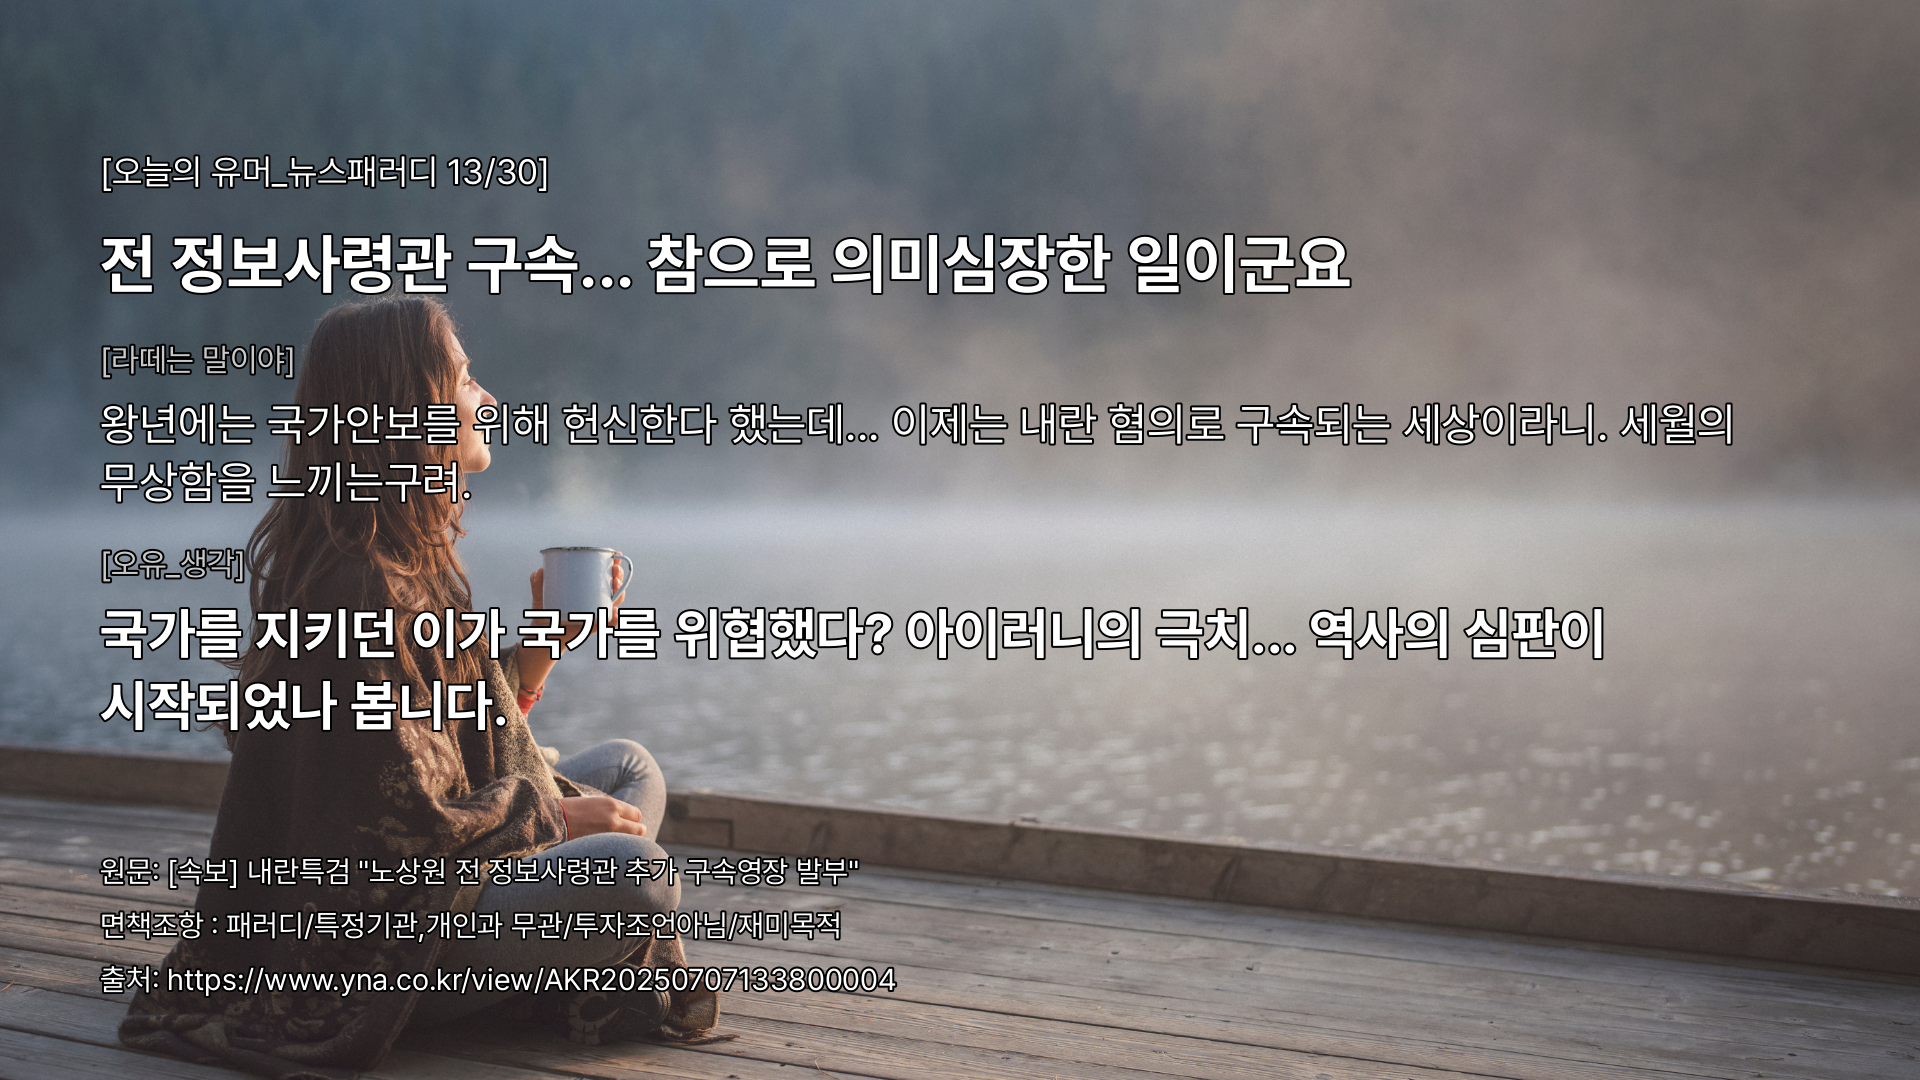 [오늘의 유머_뉴스패러디 13/30]
전 정보사령관 구속... 참으로 의미심장한 일이군요
[라떼는 말이야]
왕년에는 국가안보를 위해 헌신한다 했는데... 이제는 내란 혐의로 구속되는 세상이라니. 세월의
무상함을 느끼는구려.
[오유_생각]
국가를 지키던 이가 국가를 위협했다? 아이러니의 극치... 역사의 심판이
시작되었나 봅니다.
원문: [속보] 내란특검 "노상원 전 정보사령관 추가 구속영장 발부"
면책조항 : 패러디/특정기관,개인과 무관/투자조언아님/재미목적
출처: https://www.yna.co.kr/view/AKR20250707133800004